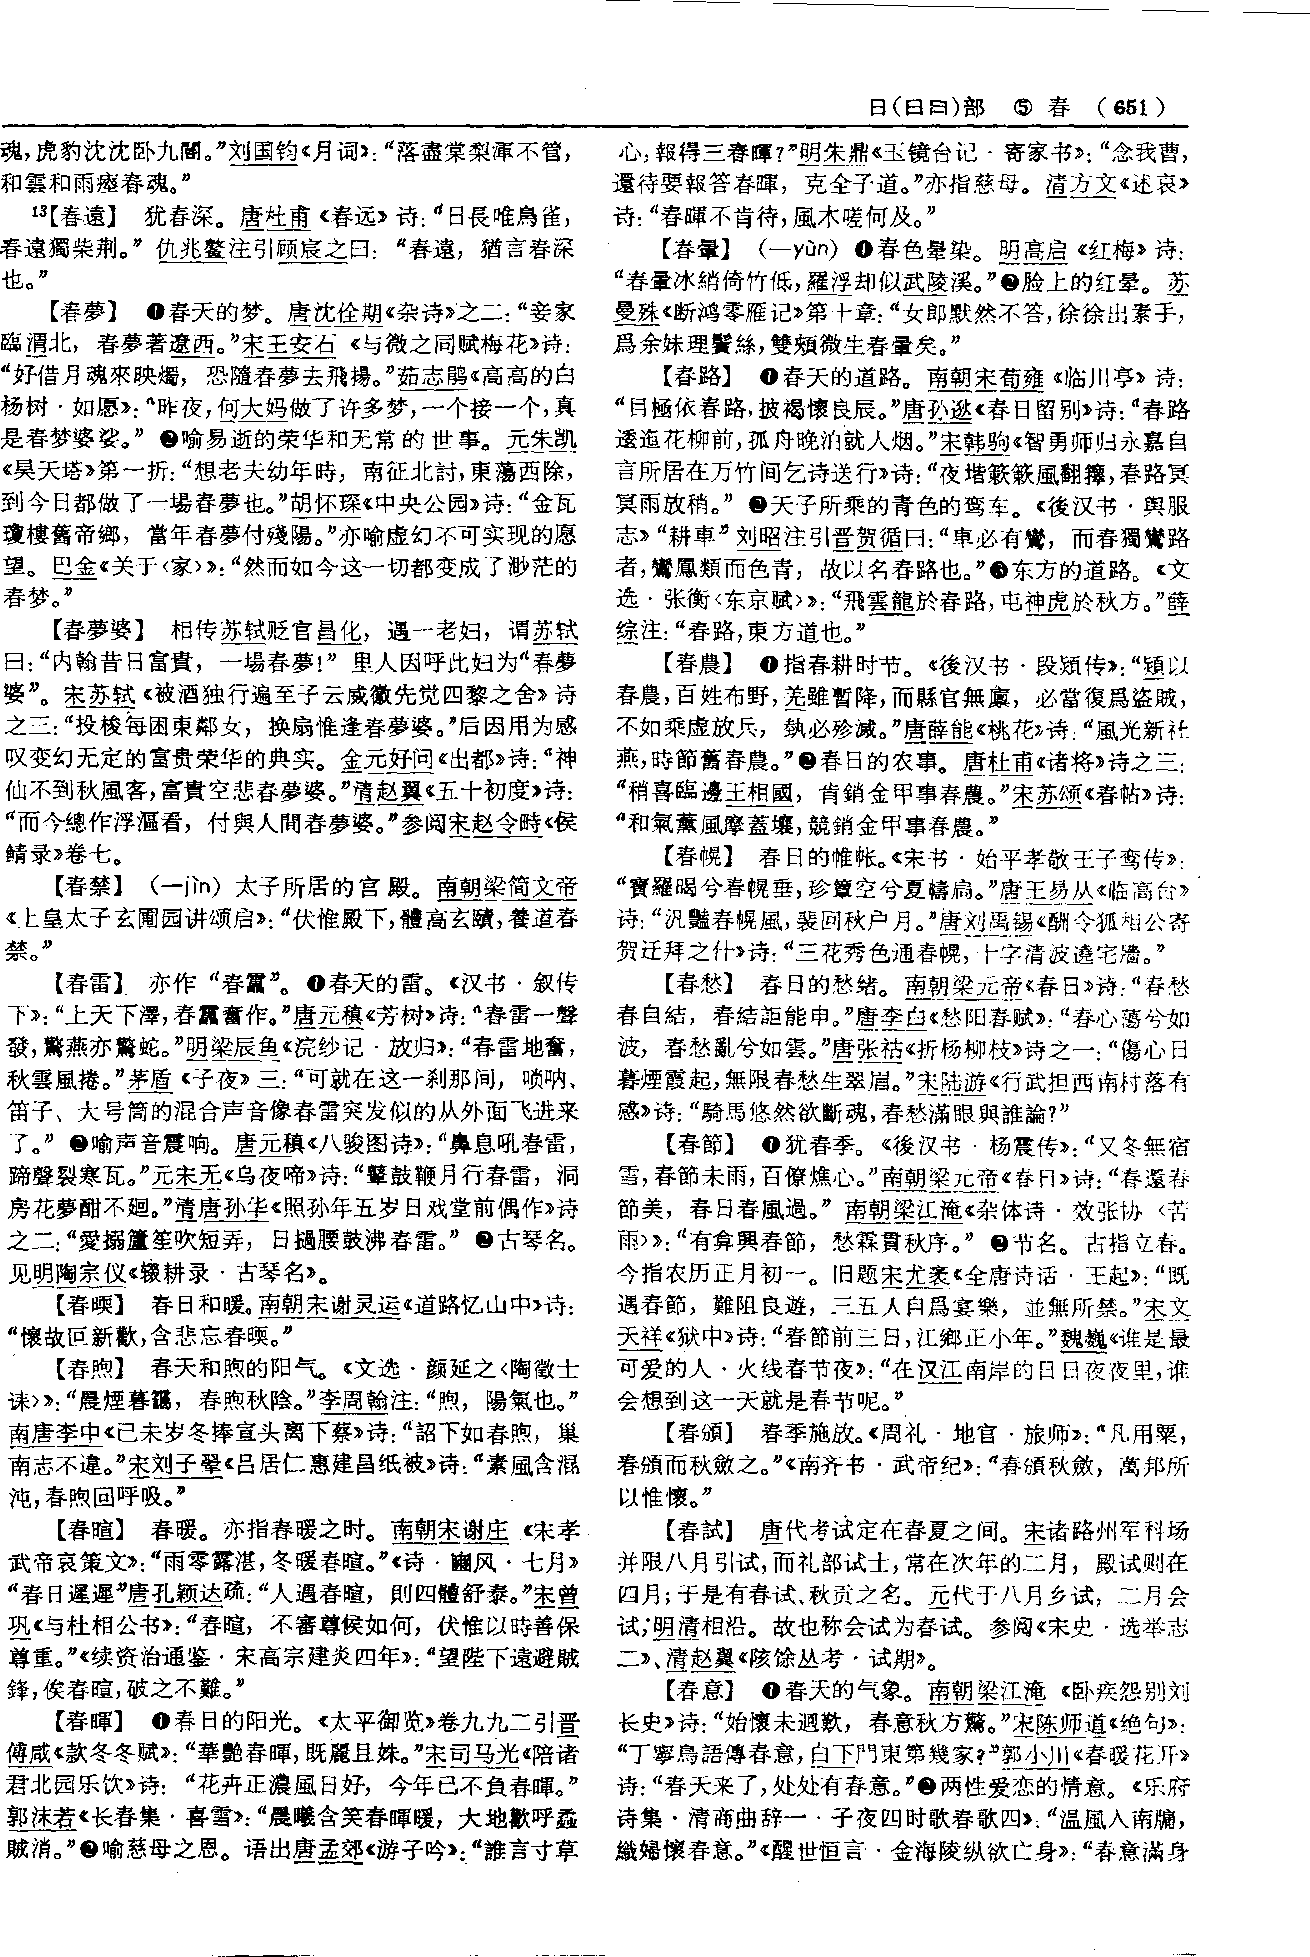 日(日曰)部 ⑤ 春 (651)
魂,虎豹沈沈卧九閽。”刘国钧《月词》:“落盡棠梨渾不管,
和雲和雨瘞春魂。”
13【春遠】 犹春深。唐杜甫《春远》诗:“日長唯鳥雀,
春遠獨柴荆。”仇兆鳌注引顾宸之曰:“春遠,猶言春深
也。”
【春夢】 ❶春天的梦。唐沈佺期《杂诗》之二:“妾家
臨渭北,春夢著遼西。”宋王安石《与微之同赋梅花》诗:
“好借月魂來映燭,恐隨春夢去飛揚。”茹志鹃《高高的白
杨树·如愿》:“昨夜,何大妈做了许多梦,一个接一个,真
是春梦婆娑。”❷喻易逝的荣华和无常的世事。元朱凯
《昊天塔》第一折:“想老夫幼年時,南征北討,東蕩西除,
到今日都做了一場春夢也。”胡怀琛《中央公园》诗:“金瓦
瓊樓舊帝鄉,當年春夢付殘陽。”亦喻虚幻不可实现的愿
望。巴金《关于〈家〉》:“然而如今这一切都变成了渺茫的
春梦。”
【春夢婆】 相传苏轼贬官昌化,遇一老妇,谓苏轼
曰:“内翰昔日富貴,一場春夢!”里人因呼此妇为“春夢
婆”。宋苏轼《被酒独行遍至子云威徽先觉四黎之舍》诗
之三:“投梭每困東鄰女,换扇惟逢春夢婆。”后因用为感
叹变幻无定的富贵荣华的典实。金元好问《出都》诗:“神
仙不到秋風客,富貴空悲春夢婆。”清赵翼《五十初度》诗:
“而今總作浮漚看,付與人間春夢婆。”参阅宋赵令畤《侯
鲭录》卷七。
【春禁】 (—jìn)太子所居的宫殿。南朝梁简文帝
《上皇太子玄圃园讲颂启》:“伏惟殿下,體高玄賾,養道春
禁。”
【春雷】 亦作“春靁”。❶春天的雷。《汉书·叙传
下》:“上天下澤,春靁奮作。”唐元稹《芳树》诗:“春雷一聲
發,驚燕亦驚蛇。”明梁辰鱼《浣纱记·放归》:“春雷地奮,
秋雲風捲。”茅盾《子夜》三:“可就在这一刹那间,唢呐、
笛子、大号筒的混合声音像春雷突发似的从外面飞进来
了。”❷喻声音震响。唐元稹《八骏图诗》:“鼻息吼春雷,
蹄聲裂寒瓦。”元宋无《乌夜啼》诗:“鼙鼓鞭月行春雷,洞
房花夢酣不廻。”清唐孙华《照孙年五岁日戏堂前偶作》诗
之二:“愛搦蘆笙吹短弄,日撾腰鼓沸春雷。”❸古琴名。
见明陶宗仪《辍耕录·古琴名》。
【春暖】 春日和暖。南朝宋谢灵运《道路忆山中》诗:
“懷故叵新歡,含悲忘春暖。”
【春煦】 春天和煦的阳气。《文选·颜延之〈陶徵士
诔〉》:“晨煙暮靄,春煦秋陰。”李周翰注:“煦,陽氣也。”
南唐李中《己未岁冬捧宣头离下蔡》诗:“詔下如春煦,巢
南志不違。”宋刘子翚《吕居仁惠建昌纸被》诗:“素風含混
沌,春煦回呼吸。”
【春暄】 春暖。亦指春暖之时。南朝宋谢庄《宋孝
武帝哀策文》:“雨零露湛,冬暖春暄。”《诗·豳风·七月》
“春日遲遲”唐孔颖达疏:“人遇春暄,則四體舒泰。”宋曾
巩《与杜相公书》:“春暄,不審尊候如何,伏惟以時善保
尊重。”《续资治通鉴·宋高宗建炎四年》:“望陛下遠避賊
鋒,俟春暄,破之不難。”
【春暉】 ❶春日的阳光。《太平御览》卷九九二引晋
傅咸《款冬冬赋》:“華艷春暉,既麗且姝。”宋司马光《陪诸
君北园乐饮》诗:“花卉正濃風日好,今年已不負春暉。”
郭沫若《长春集·喜雪》:“晨曦含笑春暉暖,大地歡呼蝨
賊消。”❷喻慈母之恩。语出唐孟郊《游子吟》:“誰言寸草
心,報得三春暉?”明朱鼎《玉镜台记·寄家书》:“念我曹,
還待要報答春暉,克全子道。”亦指慈母。清方文《述哀》
诗:“春暉不肯待,風木嗟何及。”
【春暈】 (—yùn)❶春色晕染。明高启《红梅》诗:
“春暈冰綃倚竹低,羅浮却似武陵溪。”❷脸上的红晕。苏
曼殊《断鸿零雁记》第十章:“女郎默然不答,徐徐出素手,
爲余妹理鬢絲,雙頰微生春暈矣。”
【春路】 ❶春天的道路。南朝宋荀雍《临川亭》诗:
“目極依春路,披褐懷良辰。”唐孙逖《春日留别》诗:“春路
逶迤花柳前,孤舟晚泊就人烟。”宋韩驹《智勇师归永嘉自
言所居在万竹间乞诗送行》诗:“夜堦簌簌風翻籜,春路冥
冥雨放稍。”❷天子所乘的青色的鸾车。《後汉书·舆服
志》“耕車”刘昭注引晋贺循曰:“車必有鸞,而春獨鸞路
者,鸞鳳類而色青,故以名春路也。”❸东方的道路。《文
选·张衡〈东京赋〉》:“飛雲龍於春路,屯神虎於秋方。”薛
综注:“春路,東方道也。”
【春農】 ❶指春耕时节。《後汉书·段颎传》:“熲以
春農,百姓布野,羌雖暫降,而縣官無廩,必當復爲盜賊,
不如乘虚放兵,埶必殄滅。”唐薛能《桃花》诗:“風光新社
燕,時節舊春農。”❷春日的农事。唐杜甫《诸将》诗之三:
“稍喜臨邊王相國,肯銷金甲事春農。”宋苏颂《春帖》诗:
“和氣薰風摩蓋壤,競銷金甲事春農。”
【春幌】 春日的帷帐。《宋书·始平孝敬王子鸾传》:
“寶羅暍兮春幌垂,珍簟空兮夏幬扃。”唐王易从《临高台》
诗:“汎豔春幌風,裴回秋户月。”唐刘禹锡《酬令狐相公寄
贺迁拜之什》诗:“三花秀色通春幌,十字清波遶宅牆。”
【春愁】 春日的愁绪。南朝梁元帝《春日》诗:“春愁
春自結,春結詎能申。”唐李白《愁阳春赋》:“春心蕩兮如
波,春愁亂兮如雲。”唐张祜《折杨柳枝》诗之一:“傷心日
暮煙霞起,無限春愁生翠眉。”宋陆游《行武担西南村落有
感》诗:“騎馬悠然欲斷魂,春愁滿眼與誰論?”
【春節】 ❶犹春季。《後汉书·杨震传》:“又冬無宿
雪,春節未雨,百僚燋心。”南朝梁元帝《春日》诗:“春還春
節美,春日春風過。”南朝梁江淹《杂体诗·效张协〈苦
雨〉》:“有弇興春節,愁霖貫秋序。”❷节名。古指立春。
今指农历正月初一。旧题宋尤袤《全唐诗话·王起》:“既
遇春節,難阻良遊,三五人自爲宴樂,並無所禁。”宋文
天祥《狱中》诗:“春節前三日,江鄉正小年。”魏巍《谁是最
可爱的人·火线春节夜》:“在汉江南岸的日日夜夜里,谁
会想到这一天就是春节呢。”
【春頒】 春季施放。《周礼·地官·旅师》:“凡用粟,
春頒而秋斂之。”《南齐书·武帝纪》:“春頒秋斂,萬邦所
以惟懷。”
【春試】 唐代考试定在春夏之间。宋诸路州军科场
并限八月引试,而礼部试士,常在次年的二月,殿试则在
四月;于是有春试、秋贡之名。元代于八月乡试,二月会
试;明清相沿。故也称会试为春试。参阅《宋史·选举志
二》、清赵翼《陔馀丛考·试期》。
【春意】 ❶春天的气象。南朝梁江淹《卧疾怨别刘
长史》诗:“始懷未迴歎,春意秋方驚。”宋陈师道《绝句》:
“丁寧鳥語傳春意,白下門東第幾家?”郭小川《春暖花开》
诗:“春天来了,处处有春意。”❷两性爱恋的情意。《乐府
诗集·清商曲辞一·子夜四时歌春歌四》:“温風入南牖,
織婦懷春意。”《醒世恒言·金海陵纵欲亡身》:“春意滿身